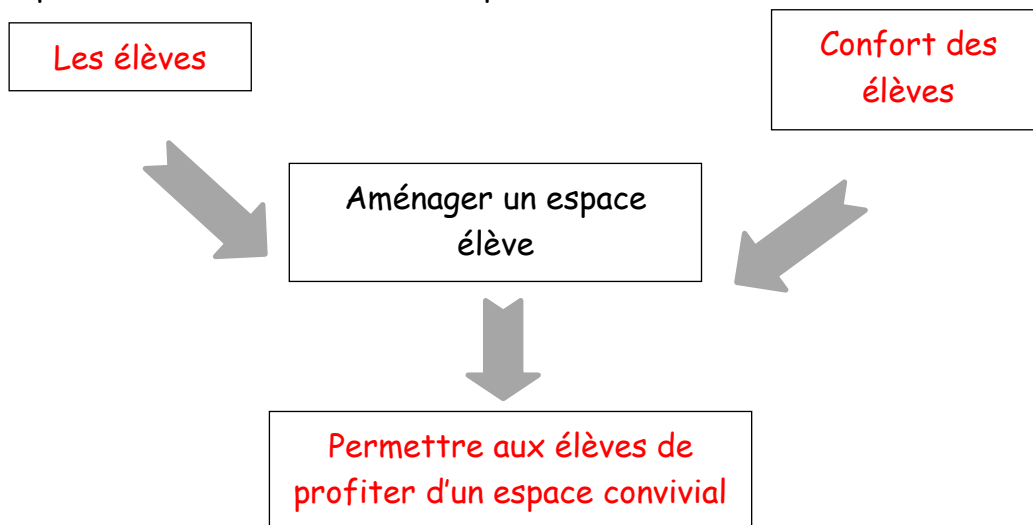 Les élèves
Confort des
élèves
Aménager un espace
élève
Permettre aux élèves de
profiter d'un espace convivial